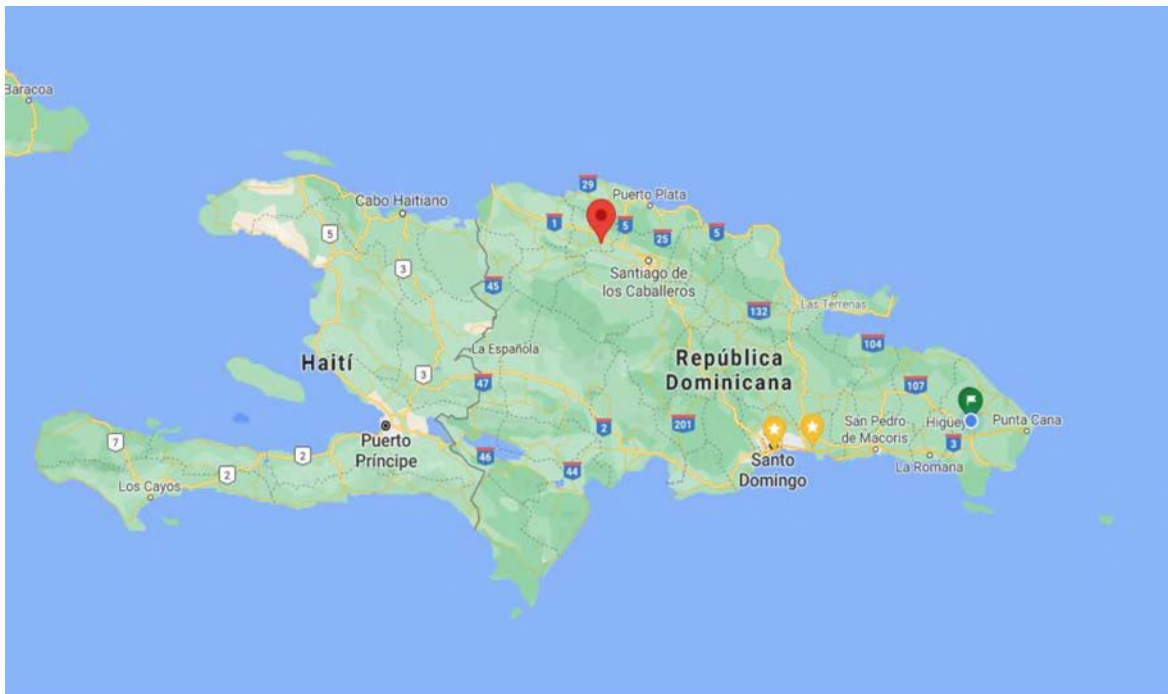 Baracoa
29
Puerto Plata
Cabo Haitiano
1
5
5
5
25
3
Santiago de
los Caballeros
45
132
Las Terrenas
104
La Española
Haití
República
Dominicana
3
47
107
7
2
2
Puerto
Príncipe
201
San Pedro
de Macoris
Higüey
Punta Cana
3
46
44
2
Santo
Domingo
La Romana
Los Cayos